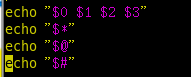 echo "$0 $1 $2 $3"
echo "$*"
echo "$@"
echo "$#"